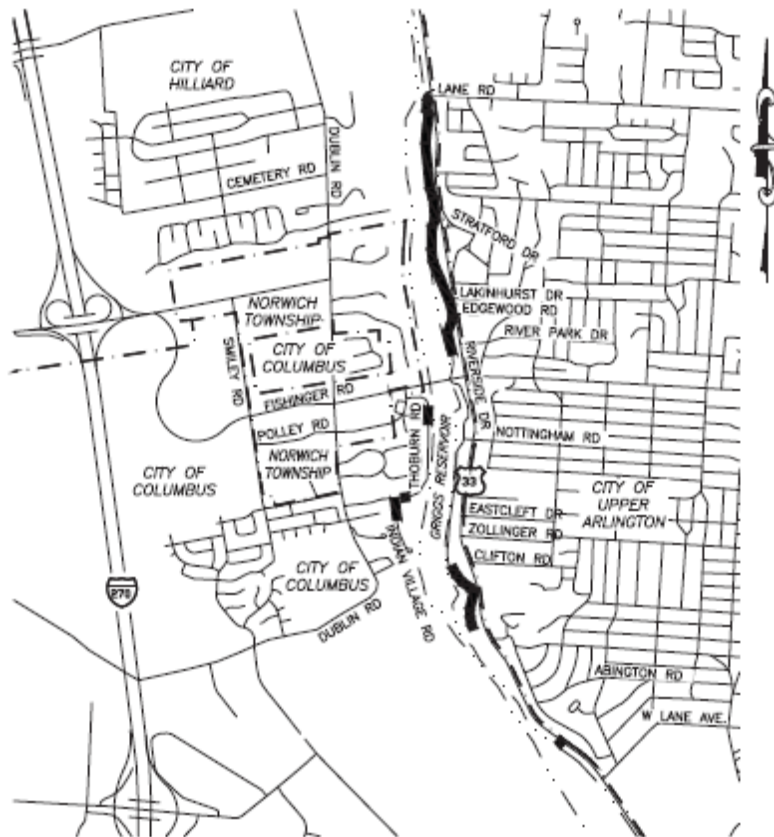 CITY OF
HILLIARD
LANE RD
DUBLIN RD
CEMETERY RD
STRATFORD DR
NORWICH
TOWNSHIP
LAKINHURST DR
EDGEWOOD RD
RIVER PARK DR
SMILEY RD
CITY OF
COLUMBUS
RIVERSIDE DR
FISHINGER RD
THOBURN RD
POLLEY RD
NOTTINGHAM RD
GRIGGS RESERVOIR
NORWICH
TOWNSHIP
CITY OF
COLUMBUS
33
CITY OF
UPPER
ARLINGTON
EASTCLEFT DR
ZOLLINGER RD
CLIFTON RD
INDIAN VILLAGE RD
CITY OF
COLUMBUS
270
DUBLIN RD
ABINGTON RD
W LANE AVE.